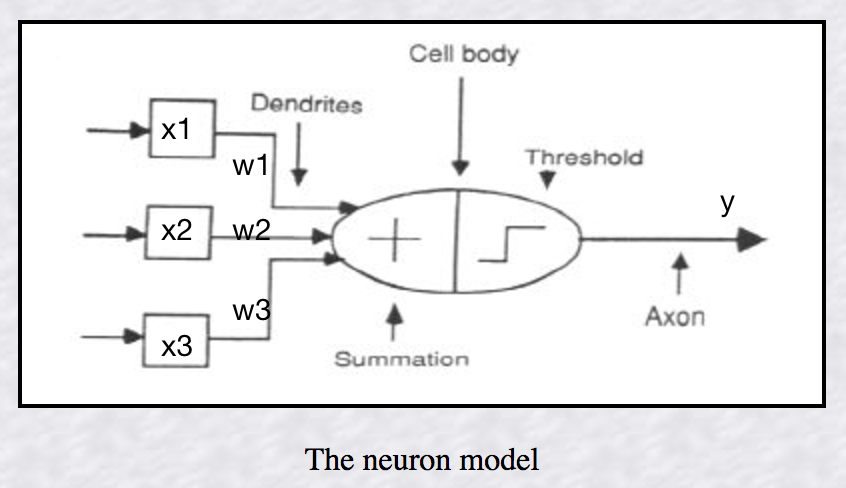 Cell body
Dendrites
x1
w1
Threshold
y
x2
w2
w3
x3
Axon
Summation
The neuron model